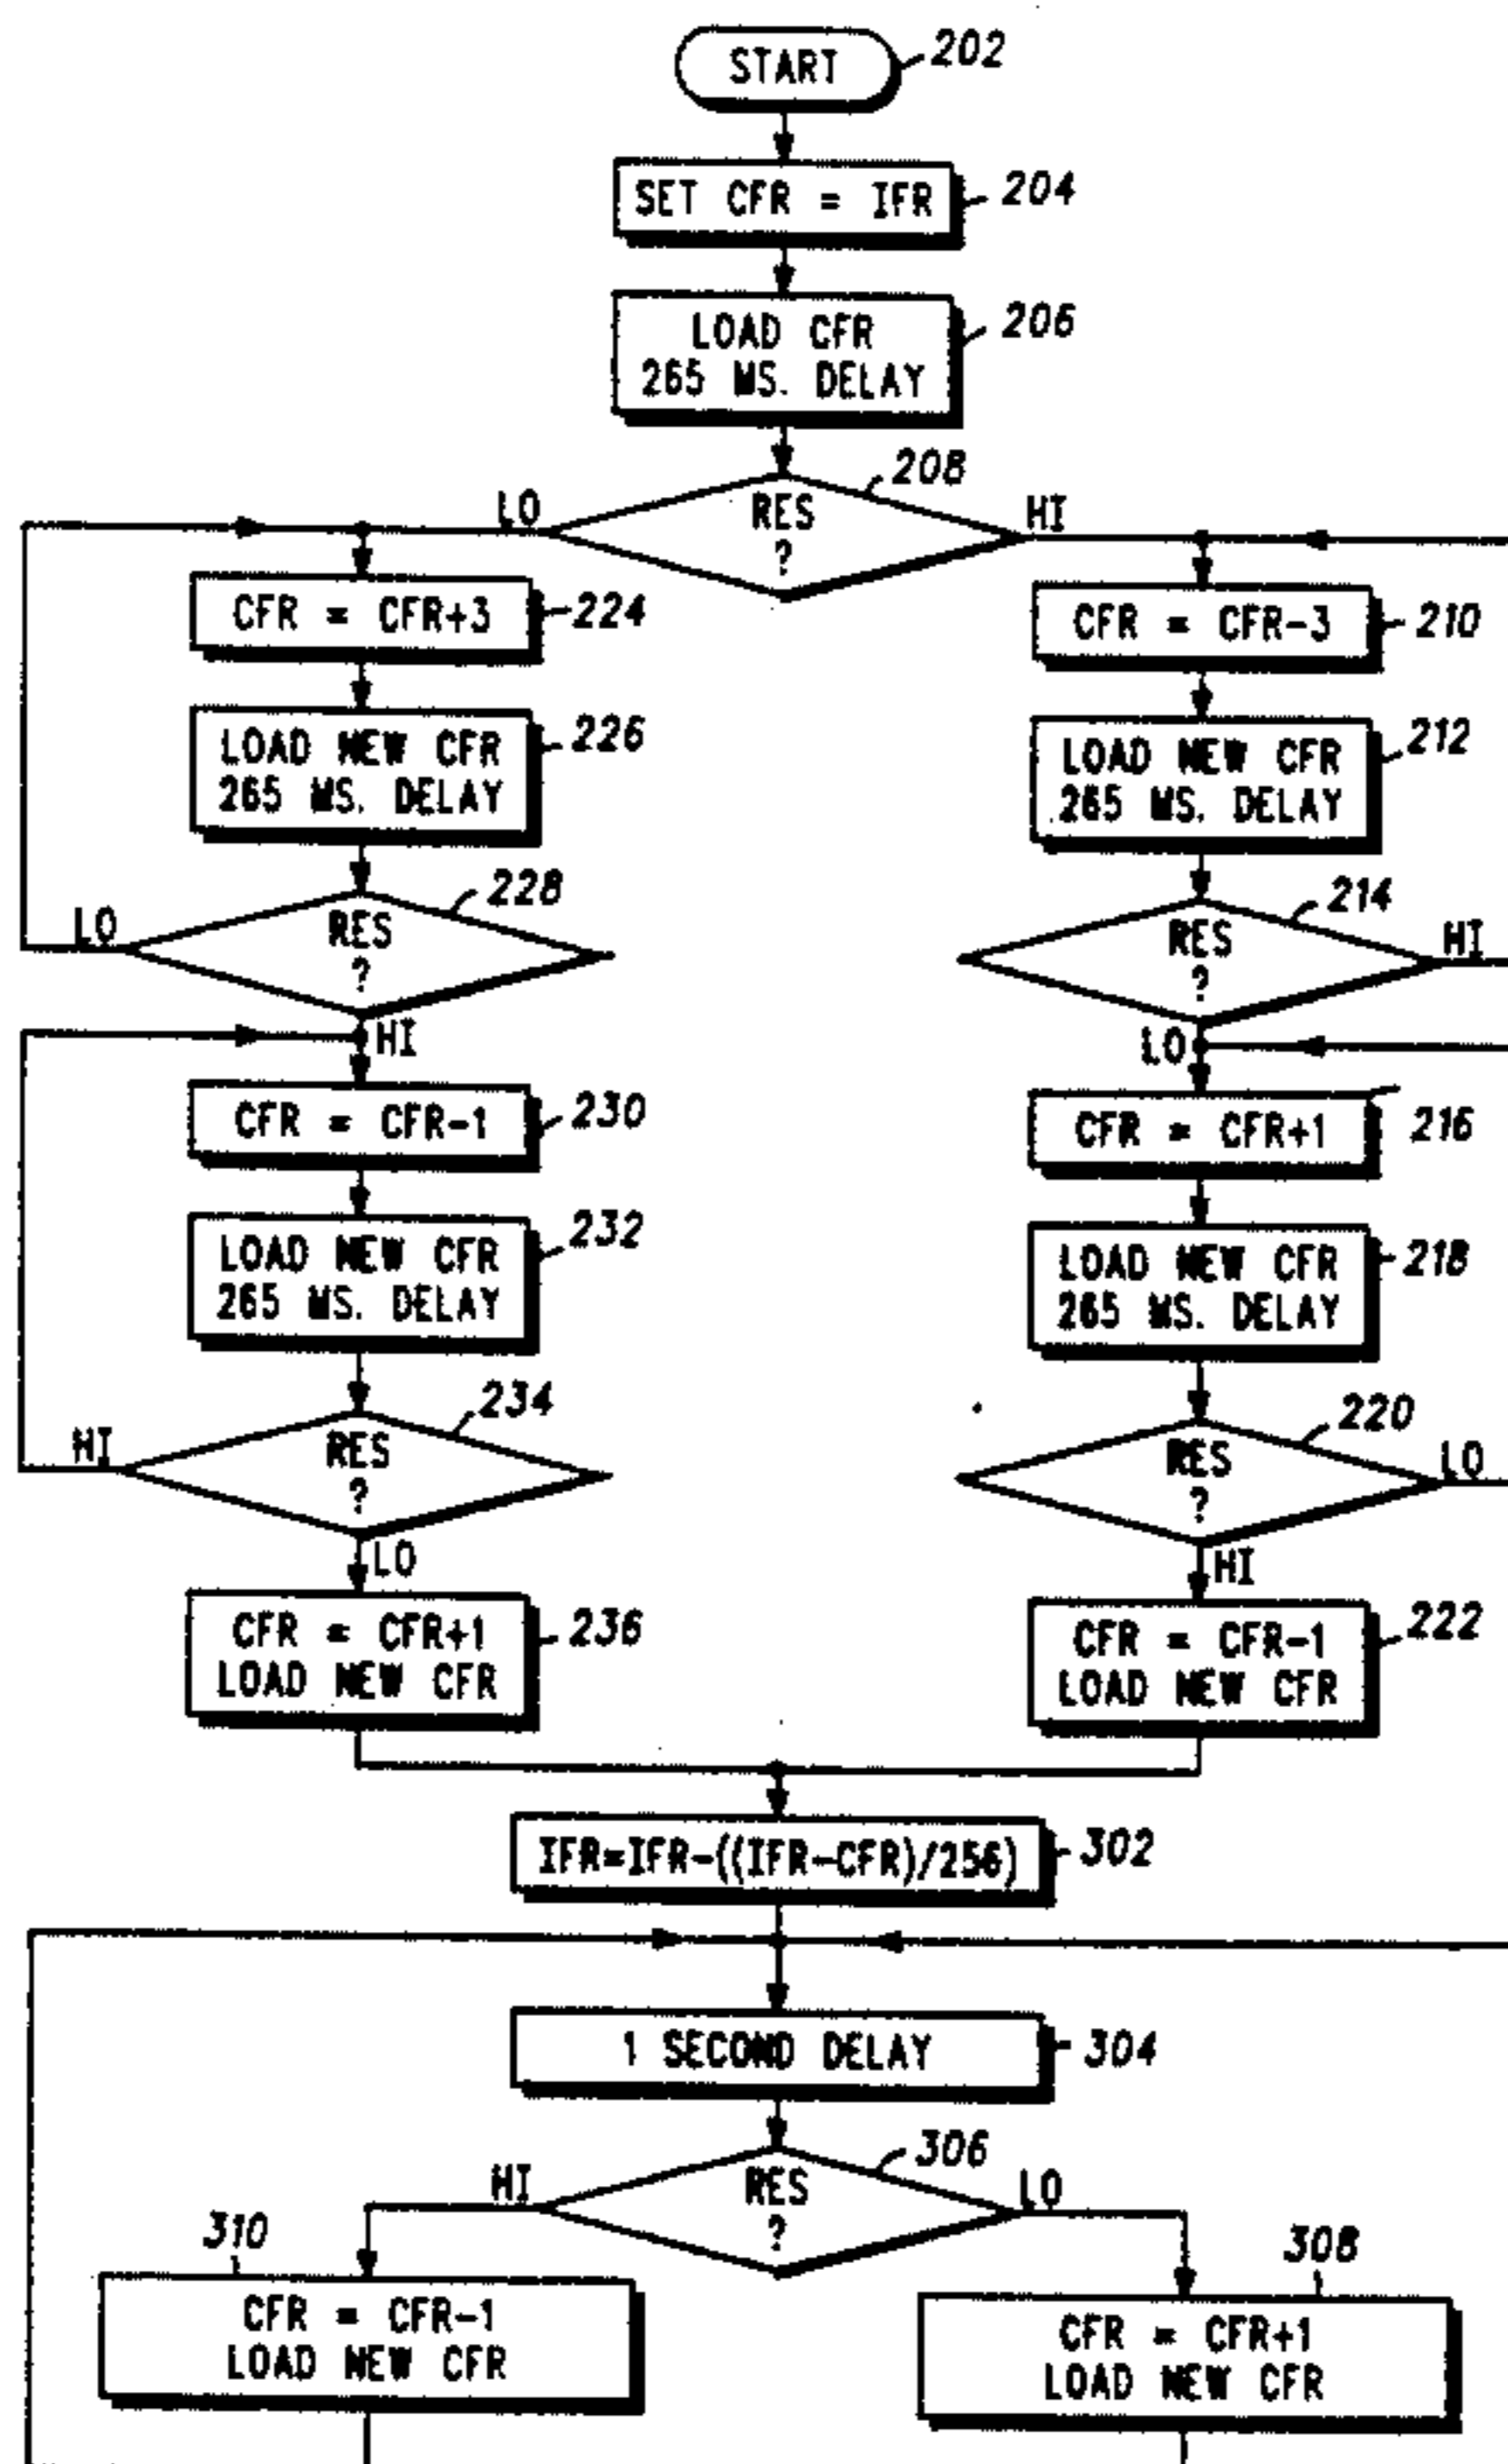 START
202
SET CFR = IFR
204
LOAD CFR
265 MS. DELAY
206
RES
?
208
LO
HI
CFR = CFR+3
224
LOAD NEW CFR
265 MS. DELAY
226
RES
?
228
LO
HI
CFR = CFR-1
230
LOAD NEW CFR
265 MS. DELAY
232
RES
?
234
HI
LO
CFR = CFR+1
LOAD NEW CFR
236
CFR = CFR-3
210
LOAD NEW CFR
265 MS. DELAY
212
RES
?
214
HI
LO
CFR = CFR+1
216
LOAD NEW CFR
265 MS. DELAY
218
RES
?
220
LO
HI
CFR = CFR-1
LOAD NEW CFR
222
IFR=IFR-((IFR-CFR)/256)
302
1 SECOND DELAY
304
RES
?
306
HI
LO
310
CFR = CFR-1
LOAD NEW CFR
308
CFR = CFR+1
LOAD NEW CFR